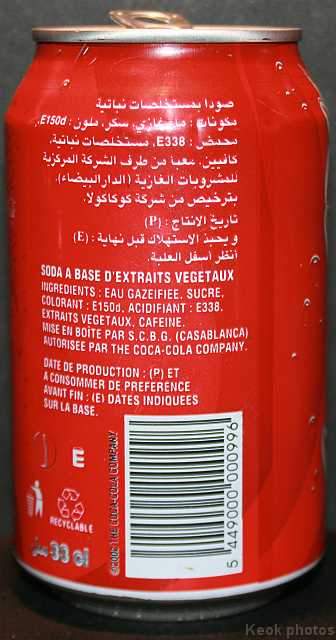 صودا بمستخلصات نباتية
مكونات : ماء غازي، سكر، ملون : E150d،
محمض : E338، مستخلصات نباتية،
كافيين. معبأ من طرف الشركة المركزية
للمشروبات الغازية (الدار البيضاء).
بترخيص من شركة كوكاكولا.
تاريخ الإنتاج : (P)
و يحبذ الاستهلاك قبل نهاية : (E)
أنظر أسفل العلبة.
SODA A BASE D'EXTRAITS VEGETAUX
INGREDIENTS : EAU GAZEIFIEE, SUCRE,
COLORANT : E150d, ACIDIFIANT : E338,
EXTRAITS VEGETAUX, CAFEINE.
MISE EN BOITE PAR S.C.B.G. (CASABLANCA)
AUTORISEE PAR THE COCA-COLA COMPANY.
DATE DE PRODUCTION : (P) ET
A CONSOMMER DE PREFERENCE
AVANT FIN : (E) DATES INDIQUEES
SUR LA BASE.
E
RECYCLABLE
33 cl
©2002 THE COCA-COLA COMPANY
5 449000 000996
Keok photos